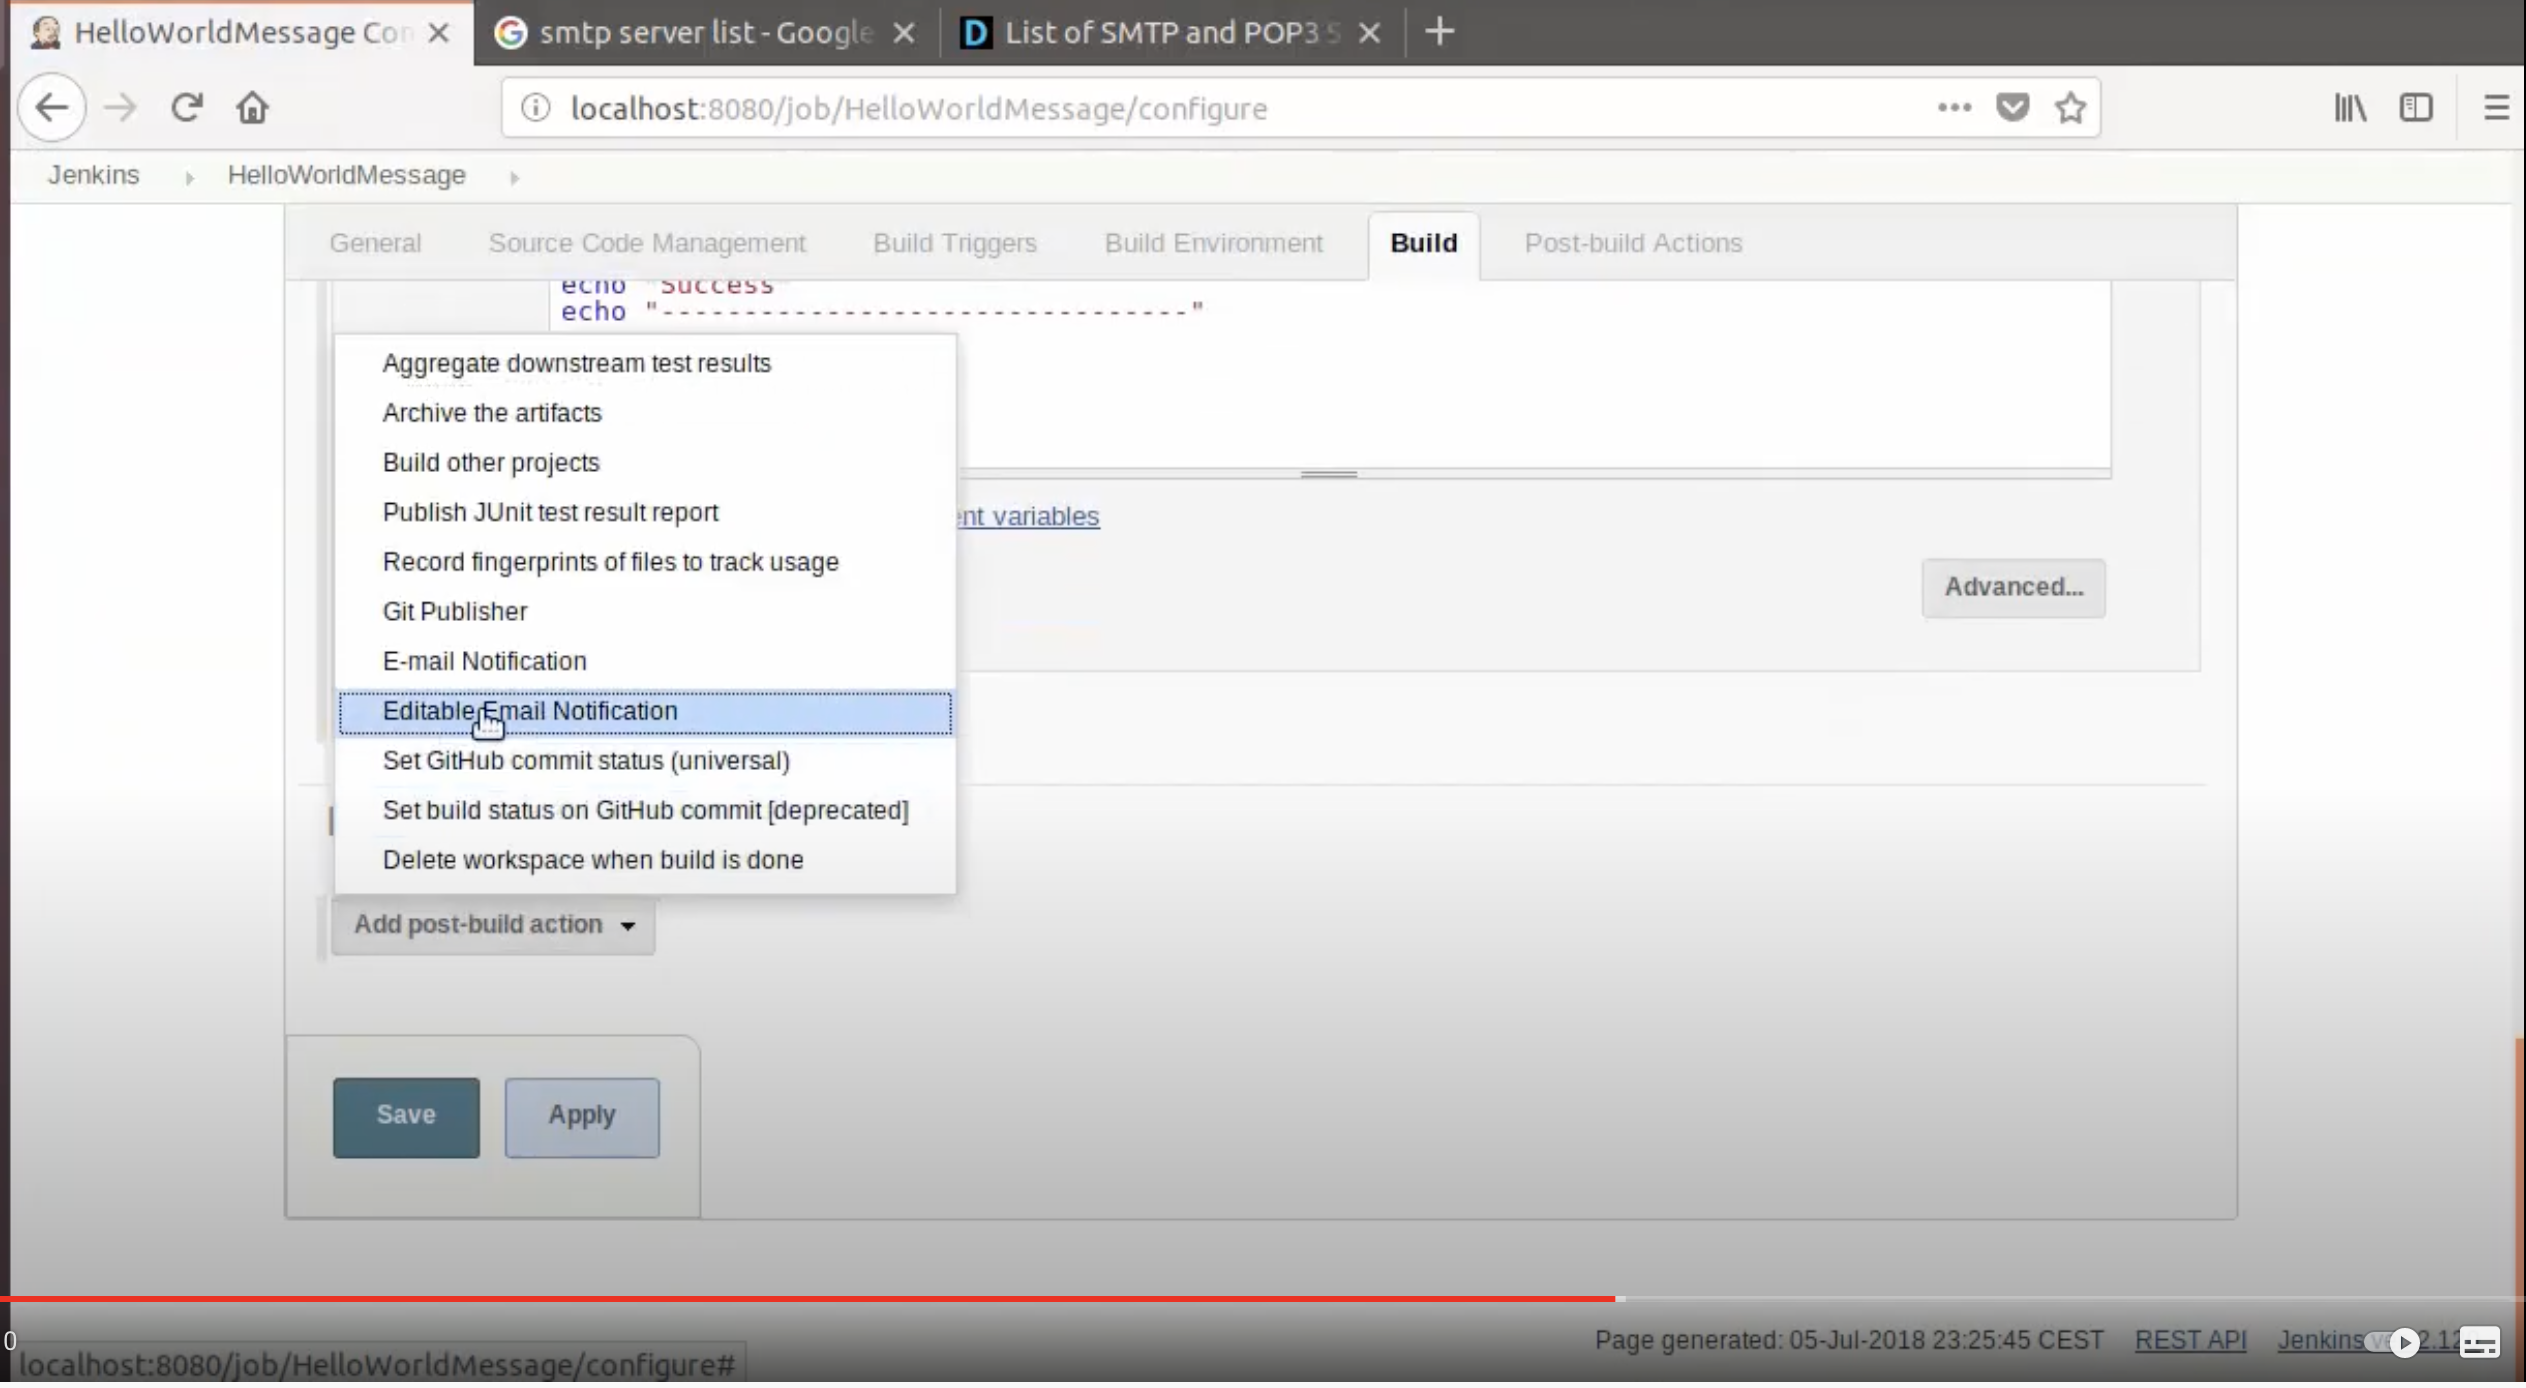 HelloWorldMessage Con
smtp server list - Google
List of SMTP and POP3 S
localhost:8080/job/HelloWorldMessage/configure
Jenkins
HelloWorldMessage
General
Source Code Management
Build Triggers
Build Environment
Build
Post-build Actions
echo "Success"
echo "--------------------------------"
Aggregate downstream test results
Archive the artifacts
Build other projects
Publish JUnit test result report
ent variables
Record fingerprints of files to track usage
Advanced...
Git Publisher
E-mail Notification
Editable Email Notification
Set GitHub commit status (universal)
Set build status on GitHub commit [deprecated]
Delete workspace when build is done
Add post-build action
Save
Apply
0
Page generated: 05-Jul-2018 23:25:45 CEST
REST API
Jenkins
localhost:8080/job/HelloWorldMessage/configure#